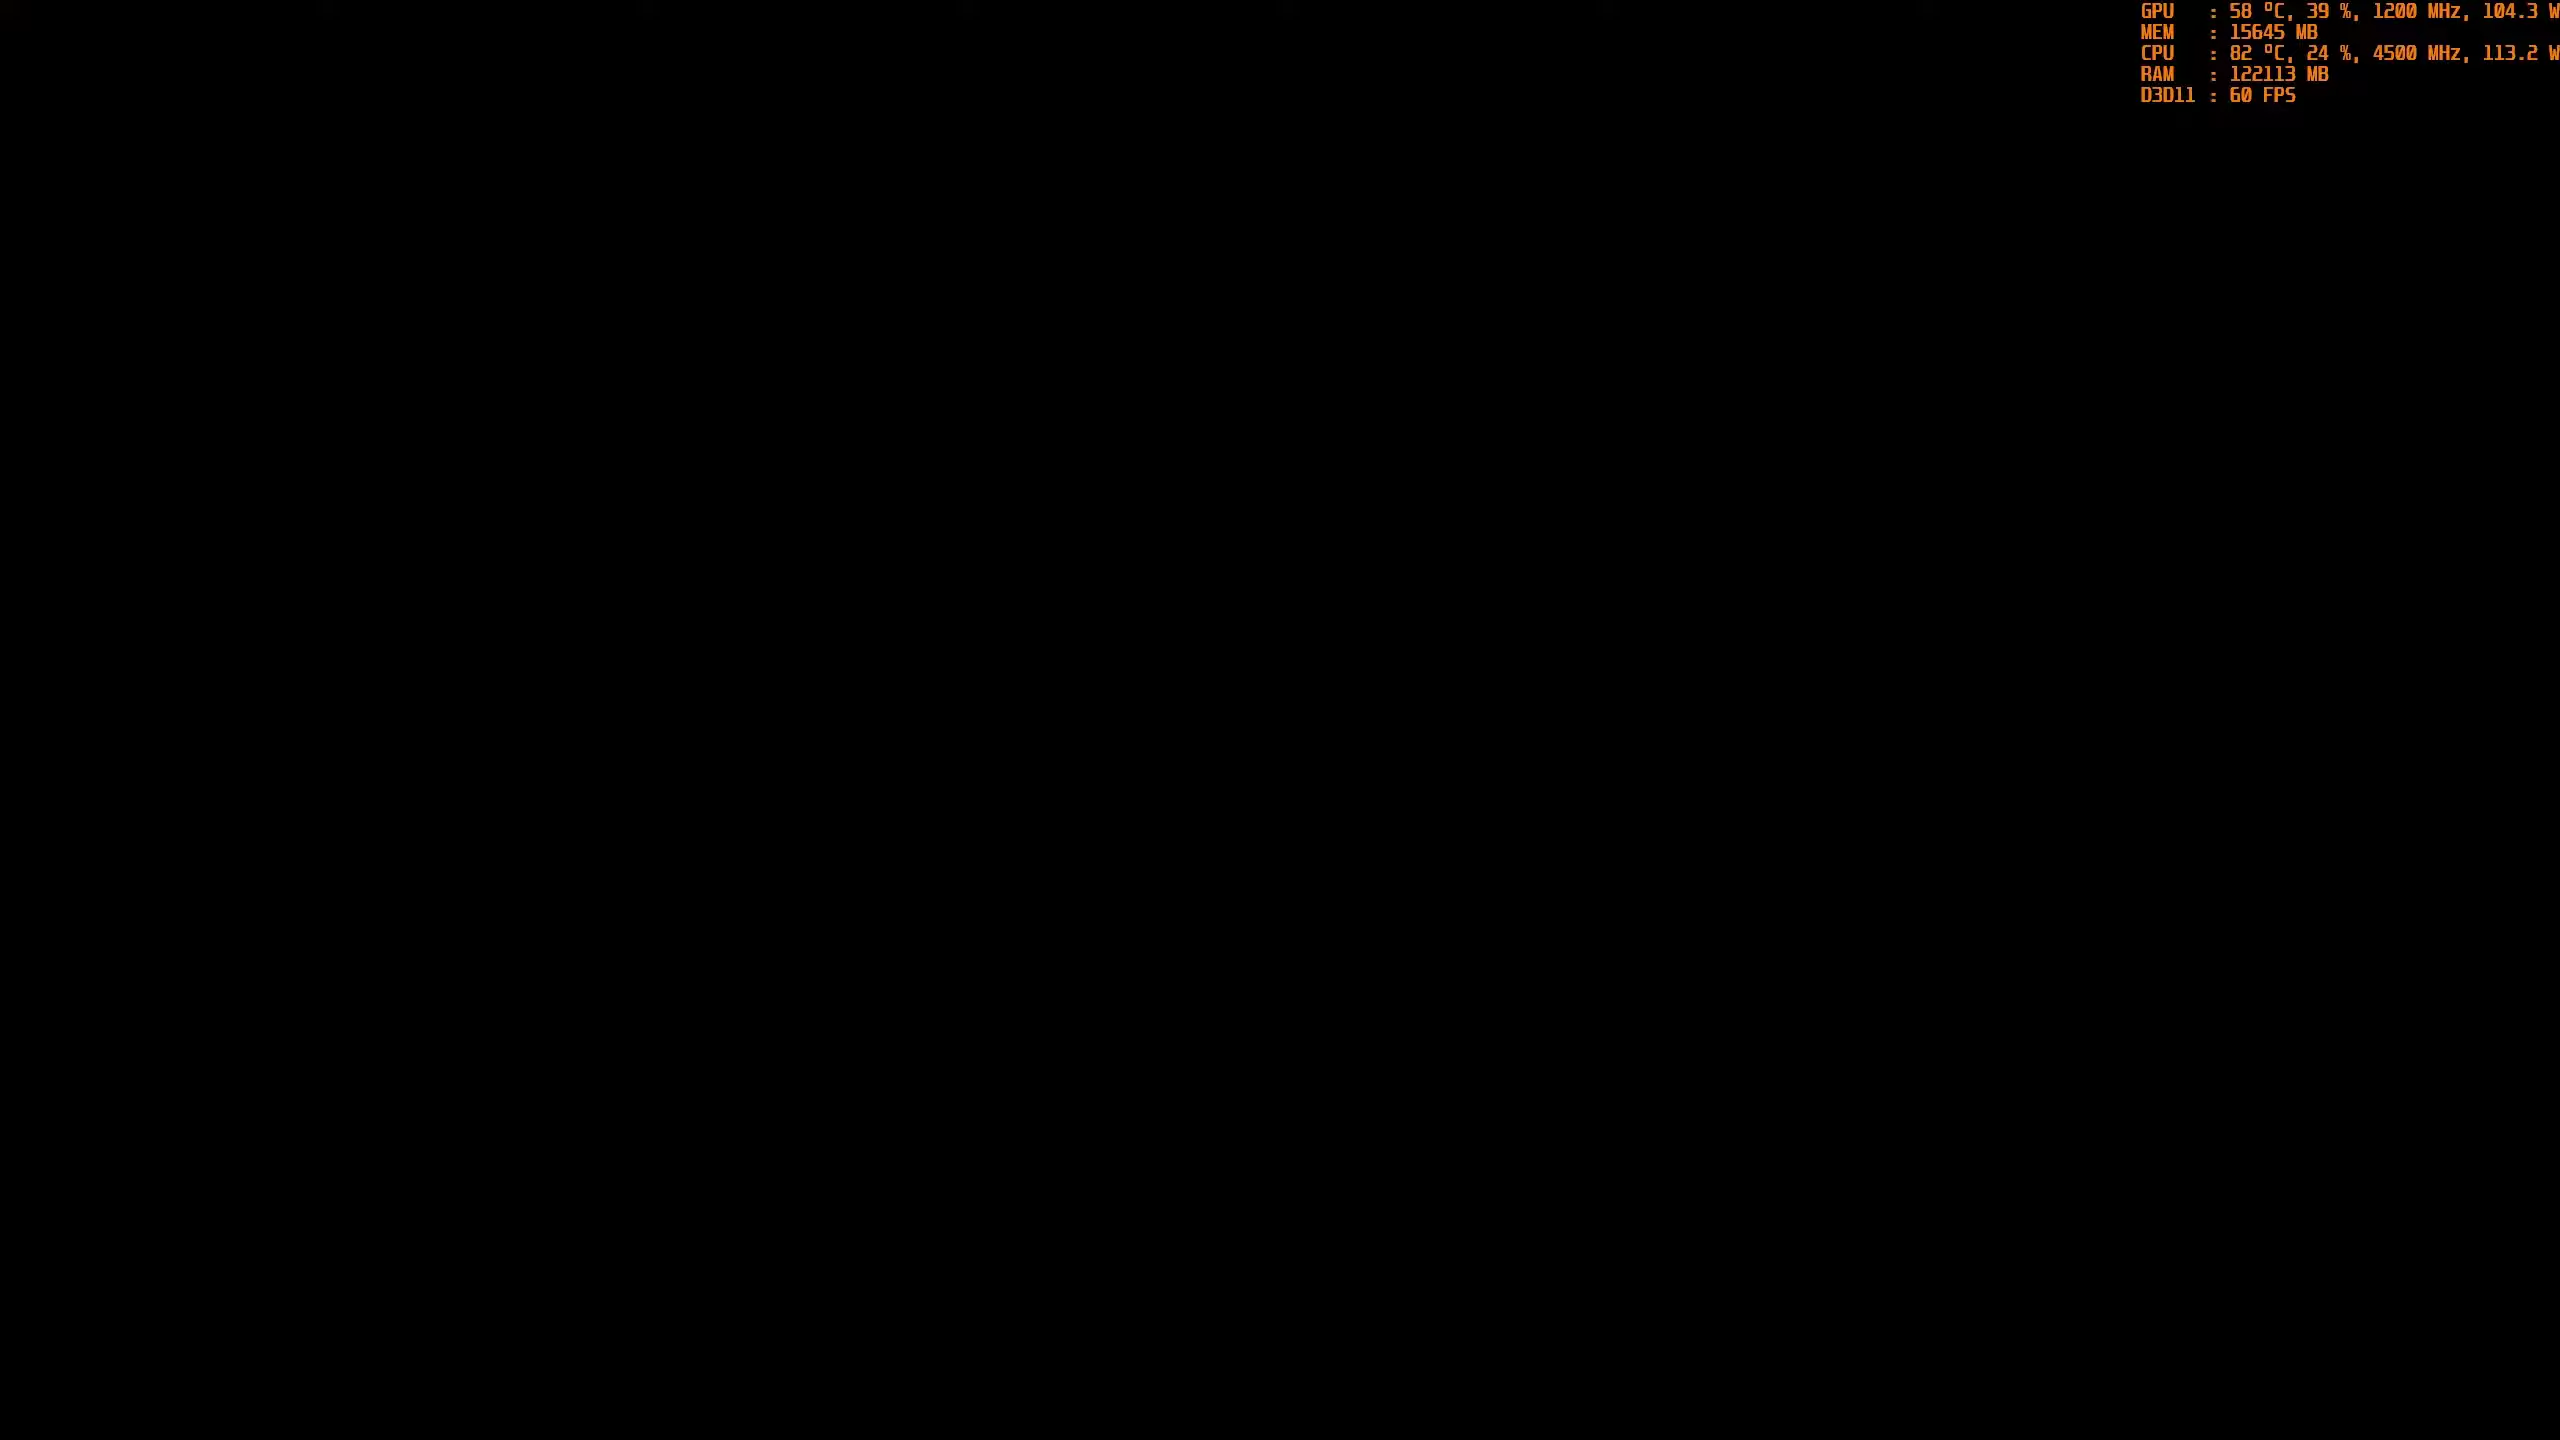 GPU : 58 °C, 39 %, 1200 MHz, 104.3 W
MEM : 15645 MB
CPU : 82 °C, 24 %, 4500 MHz, 113.2 W
RAM : 122113 MB
D3D11 : 60 FPS